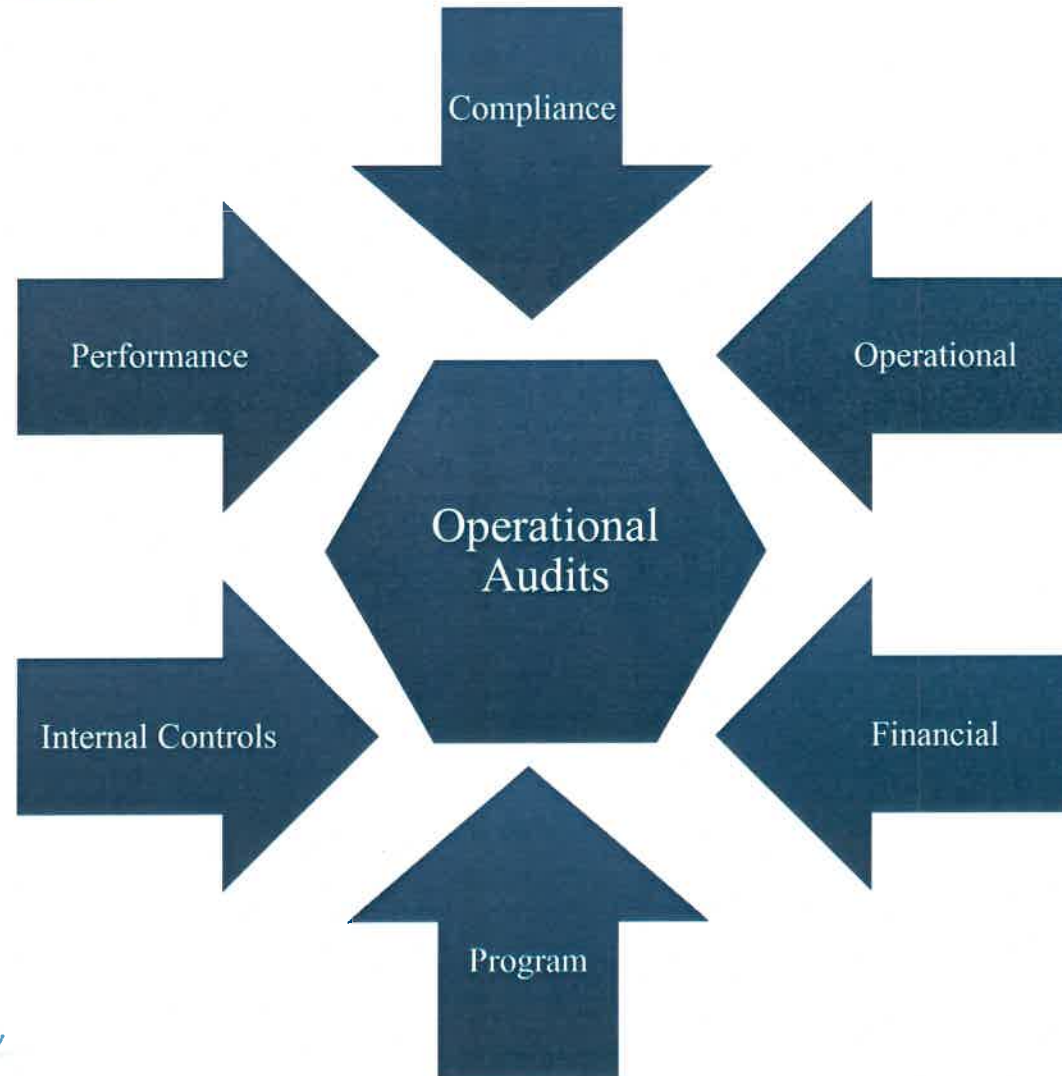 Compliance
Performance
Operational
Operational
Audits
Internal Controls
Financial
Program